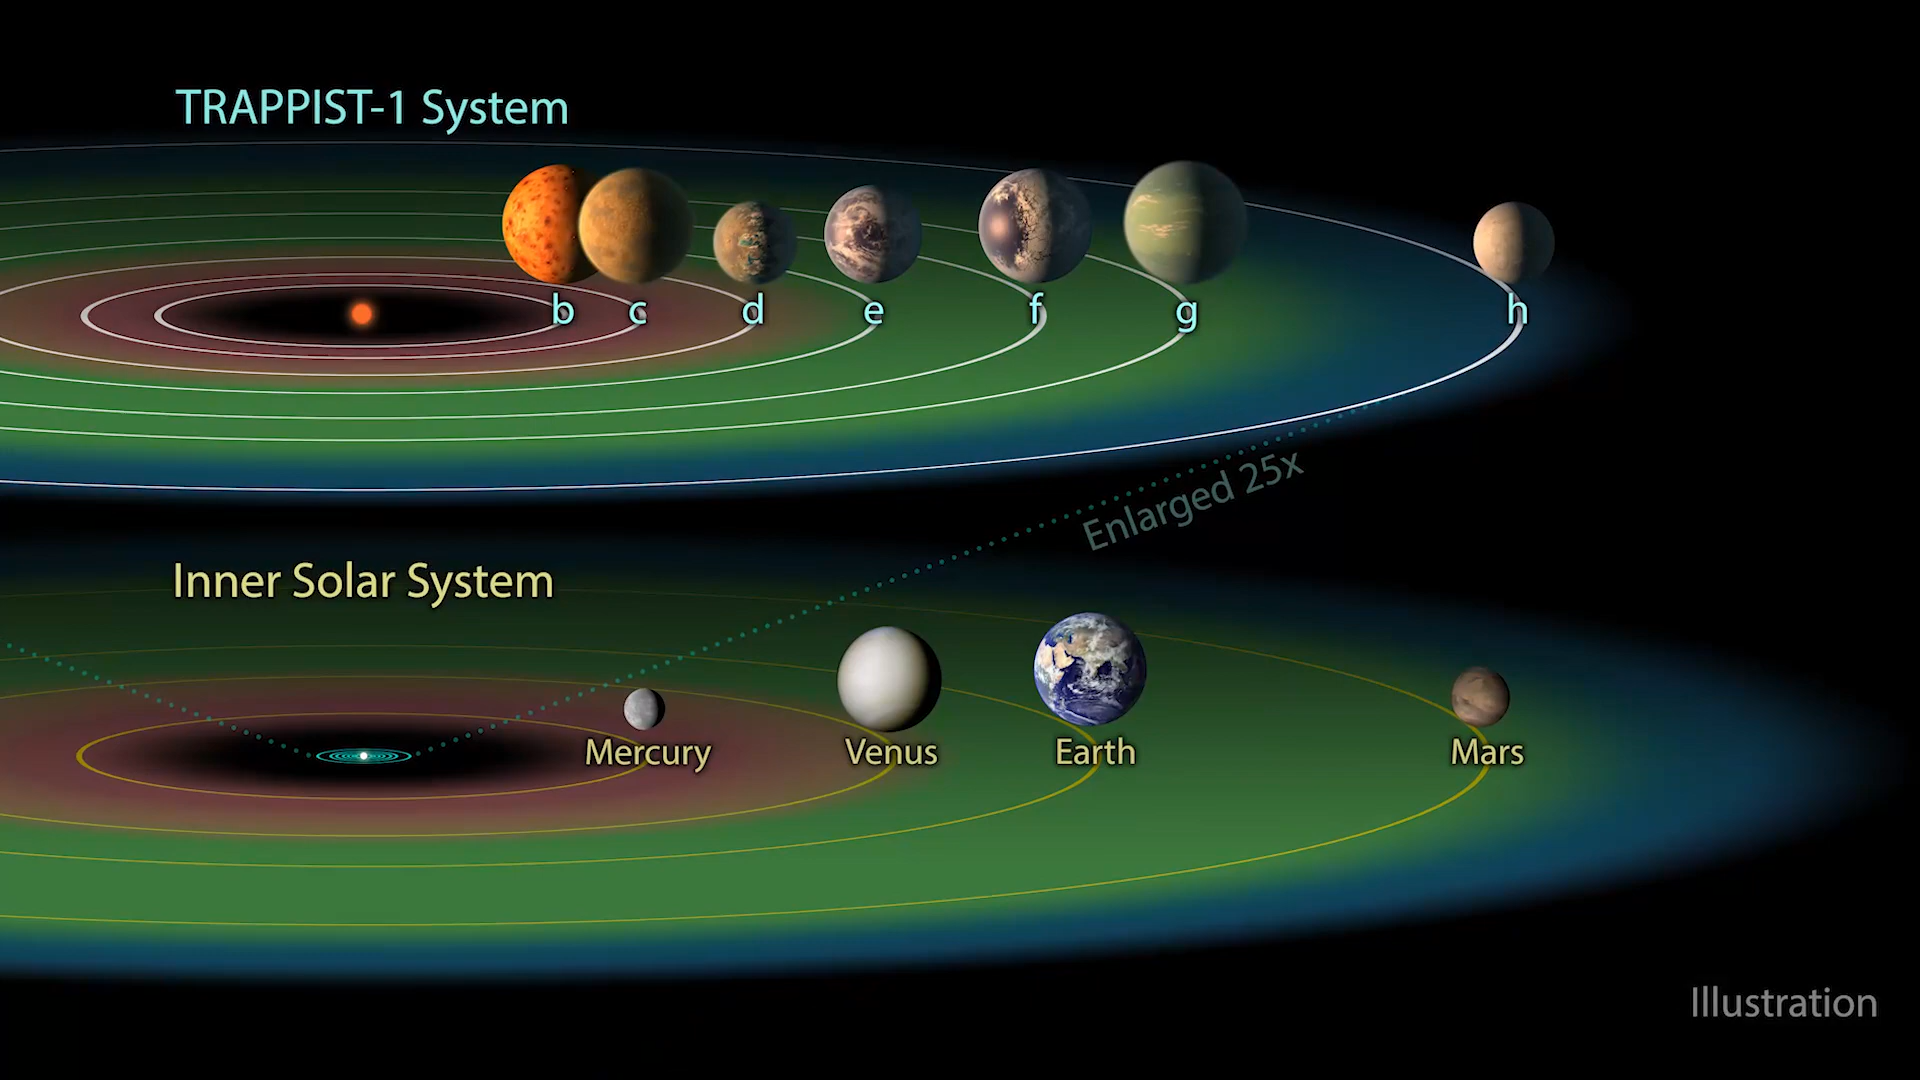 TRAPPIST-1 System
b c d e f g h
Enlarged 25x
Inner Solar System
Mercury Venus Earth Mars
Illustration